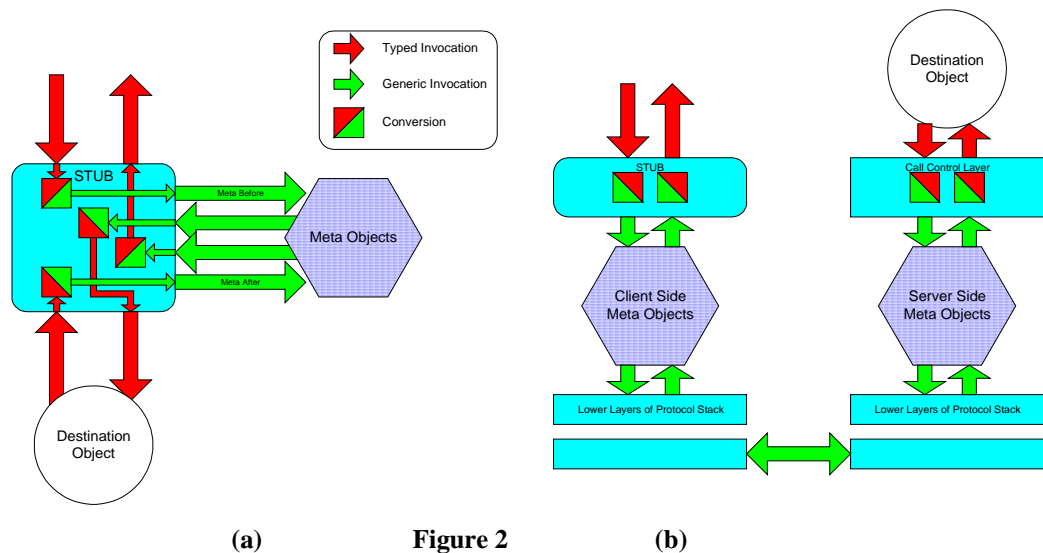 Typed Invocation
Generic Invocation
Conversion
STUB
Meta Before
Meta Objects
Meta After
Destination
Object
Destination
Object
STUB
Call Control Layer
Client Side
Meta Objects
Server Side
Meta Objects
Lower Layers of Protocol Stack
Lower Layers of Protocol Stack
(a) Figure 2 (b)